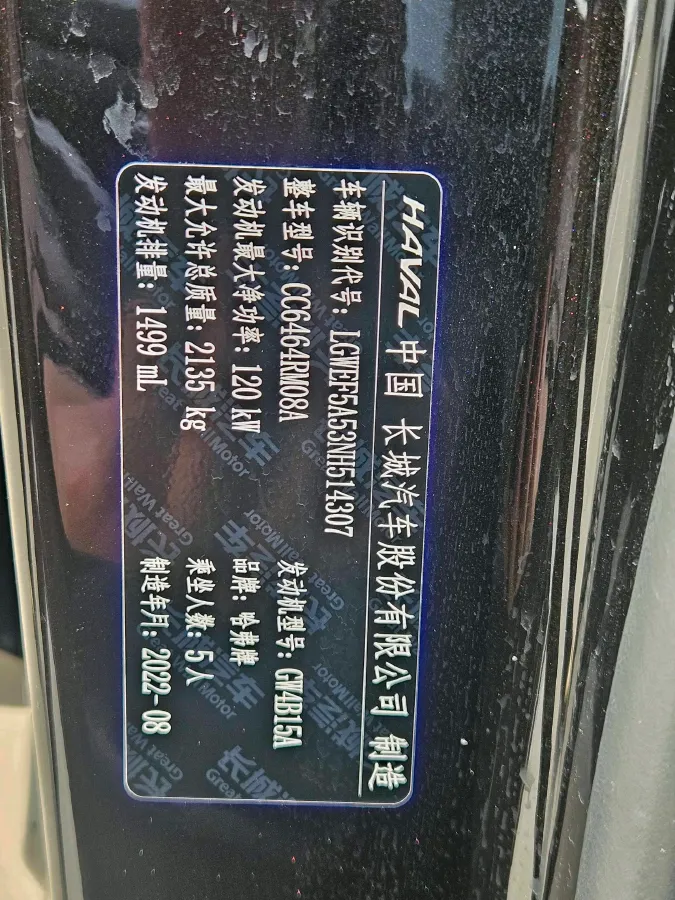 HAVAL 中国 长城汽车股份有限公司 制造
车辆识别代号: LGWEF5A53NH514307
整车型号: CC6464RM08A 发动机型号: GW4B15A
发动机最大净功率: 120 kW 品牌: 哈弗牌
最大允许总质量: 2135 kg 乘坐人数: 5人
发动机排量: 1499 mL 制造年月: 2022-08